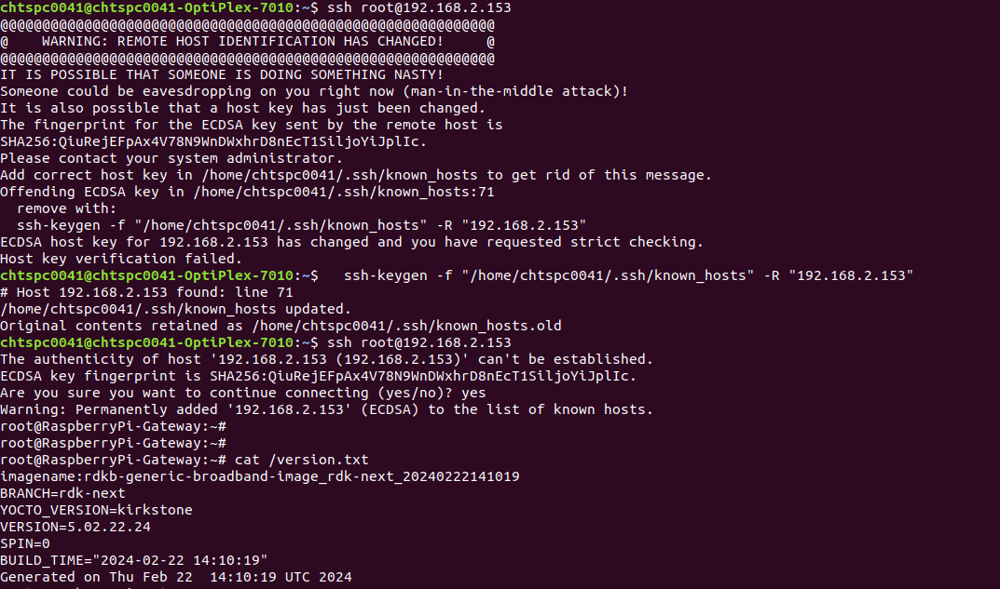 chtspc0041@chtspc0041-OptiPlex-7010:~$ ssh root@192.168.2.153
@@@@@@@@@@@@@@@@@@@@@@@@@@@@@@@@@@@@@@@@@@@@@@@@@@@@@@@@@@@
@    WARNING: REMOTE HOST IDENTIFICATION HAS CHANGED!     @
@@@@@@@@@@@@@@@@@@@@@@@@@@@@@@@@@@@@@@@@@@@@@@@@@@@@@@@@@@@
IT IS POSSIBLE THAT SOMEONE IS DOING SOMETHING NASTY!
Someone could be eavesdropping on you right now (man-in-the-middle attack)!
It is also possible that a host key has just been changed.
The fingerprint for the ECDSA key sent by the remote host is
SHA256:QiuRejEFpAx4V78N9WnDWxhrD8nEcT1SiljoYiJplIc.
Please contact your system administrator.
Add correct host key in /home/chtspc0041/.ssh/known_hosts to get rid of this message.
Offending ECDSA key in /home/chtspc0041/.ssh/known_hosts:71
  remove with:
  ssh-keygen -f "/home/chtspc0041/.ssh/known_hosts" -R "192.168.2.153"
ECDSA host key for 192.168.2.153 has changed and you have requested strict checking.
Host key verification failed.
chtspc0041@chtspc0041-OptiPlex-7010:~$   ssh-keygen -f "/home/chtspc0041/.ssh/known_hosts" -R "192.168.2.153"
# Host 192.168.2.153 found: line 71
/home/chtspc0041/.ssh/known_hosts updated.
Original contents retained as /home/chtspc0041/.ssh/known_hosts.old
chtspc0041@chtspc0041-OptiPlex-7010:~$ ssh root@192.168.2.153
The authenticity of host '192.168.2.153 (192.168.2.153)' can't be established.
ECDSA key fingerprint is SHA256:QiuRejEFpAx4V78N9WnDWxhrD8nEcT1SiljoYiJplIc.
Are you sure you want to continue connecting (yes/no)? yes
Warning: Permanently added '192.168.2.153' (ECDSA) to the list of known hosts.
root@RaspberryPi-Gateway:~#
root@RaspberryPi-Gateway:~#
root@RaspberryPi-Gateway:~# cat /version.txt
imagename:rdkb-generic-broadband-image_rdk-next_20240222141019
BRANCH=rdk-next
YOCTO_VERSION=kirkstone
VERSION=5.02.22.24
SPIN=0
BUILD_TIME="2024-02-22 14:10:19"
Generated on Thu Feb 22  14:10:19 UTC 2024